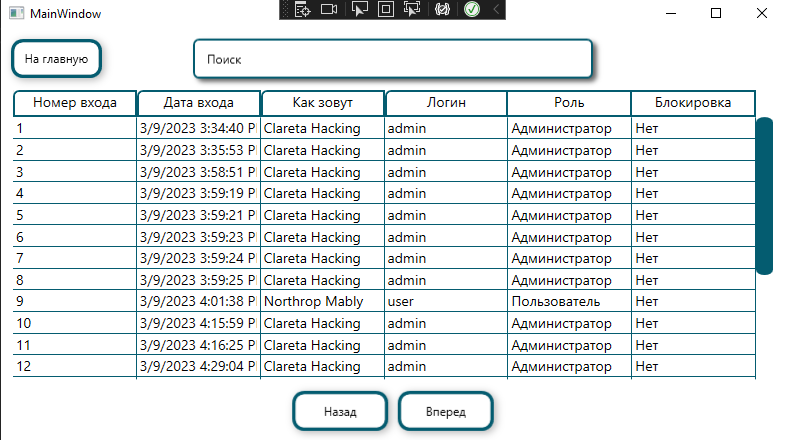 MainWindow
На главную
Поиск
Номер входа Дата входа Как зовут Логин Роль Блокировка
1 3/9/2023 3:34:40 P Clareta Hacking admin Администратор Нет
2 3/9/2023 3:35:53 P Clareta Hacking admin Администратор Нет
3 3/9/2023 3:58:51 P Clareta Hacking admin Администратор Нет
4 3/9/2023 3:59:19 P Clareta Hacking admin Администратор Нет
5 3/9/2023 3:59:21 P Clareta Hacking admin Администратор Нет
6 3/9/2023 3:59:23 P Clareta Hacking admin Администратор Нет
7 3/9/2023 3:59:24 P Clareta Hacking admin Администратор Нет
8 3/9/2023 3:59:25 P Clareta Hacking admin Администратор Нет
9 3/9/2023 4:01:38 P Northrop Mably user Пользователь Нет
10 3/9/2023 4:15:59 P Clareta Hacking admin Администратор Нет
11 3/9/2023 4:16:25 P Clareta Hacking admin Администратор Нет
12 3/9/2023 4:29:04 P Clareta Hacking admin Администратор Нет
Назад Вперед